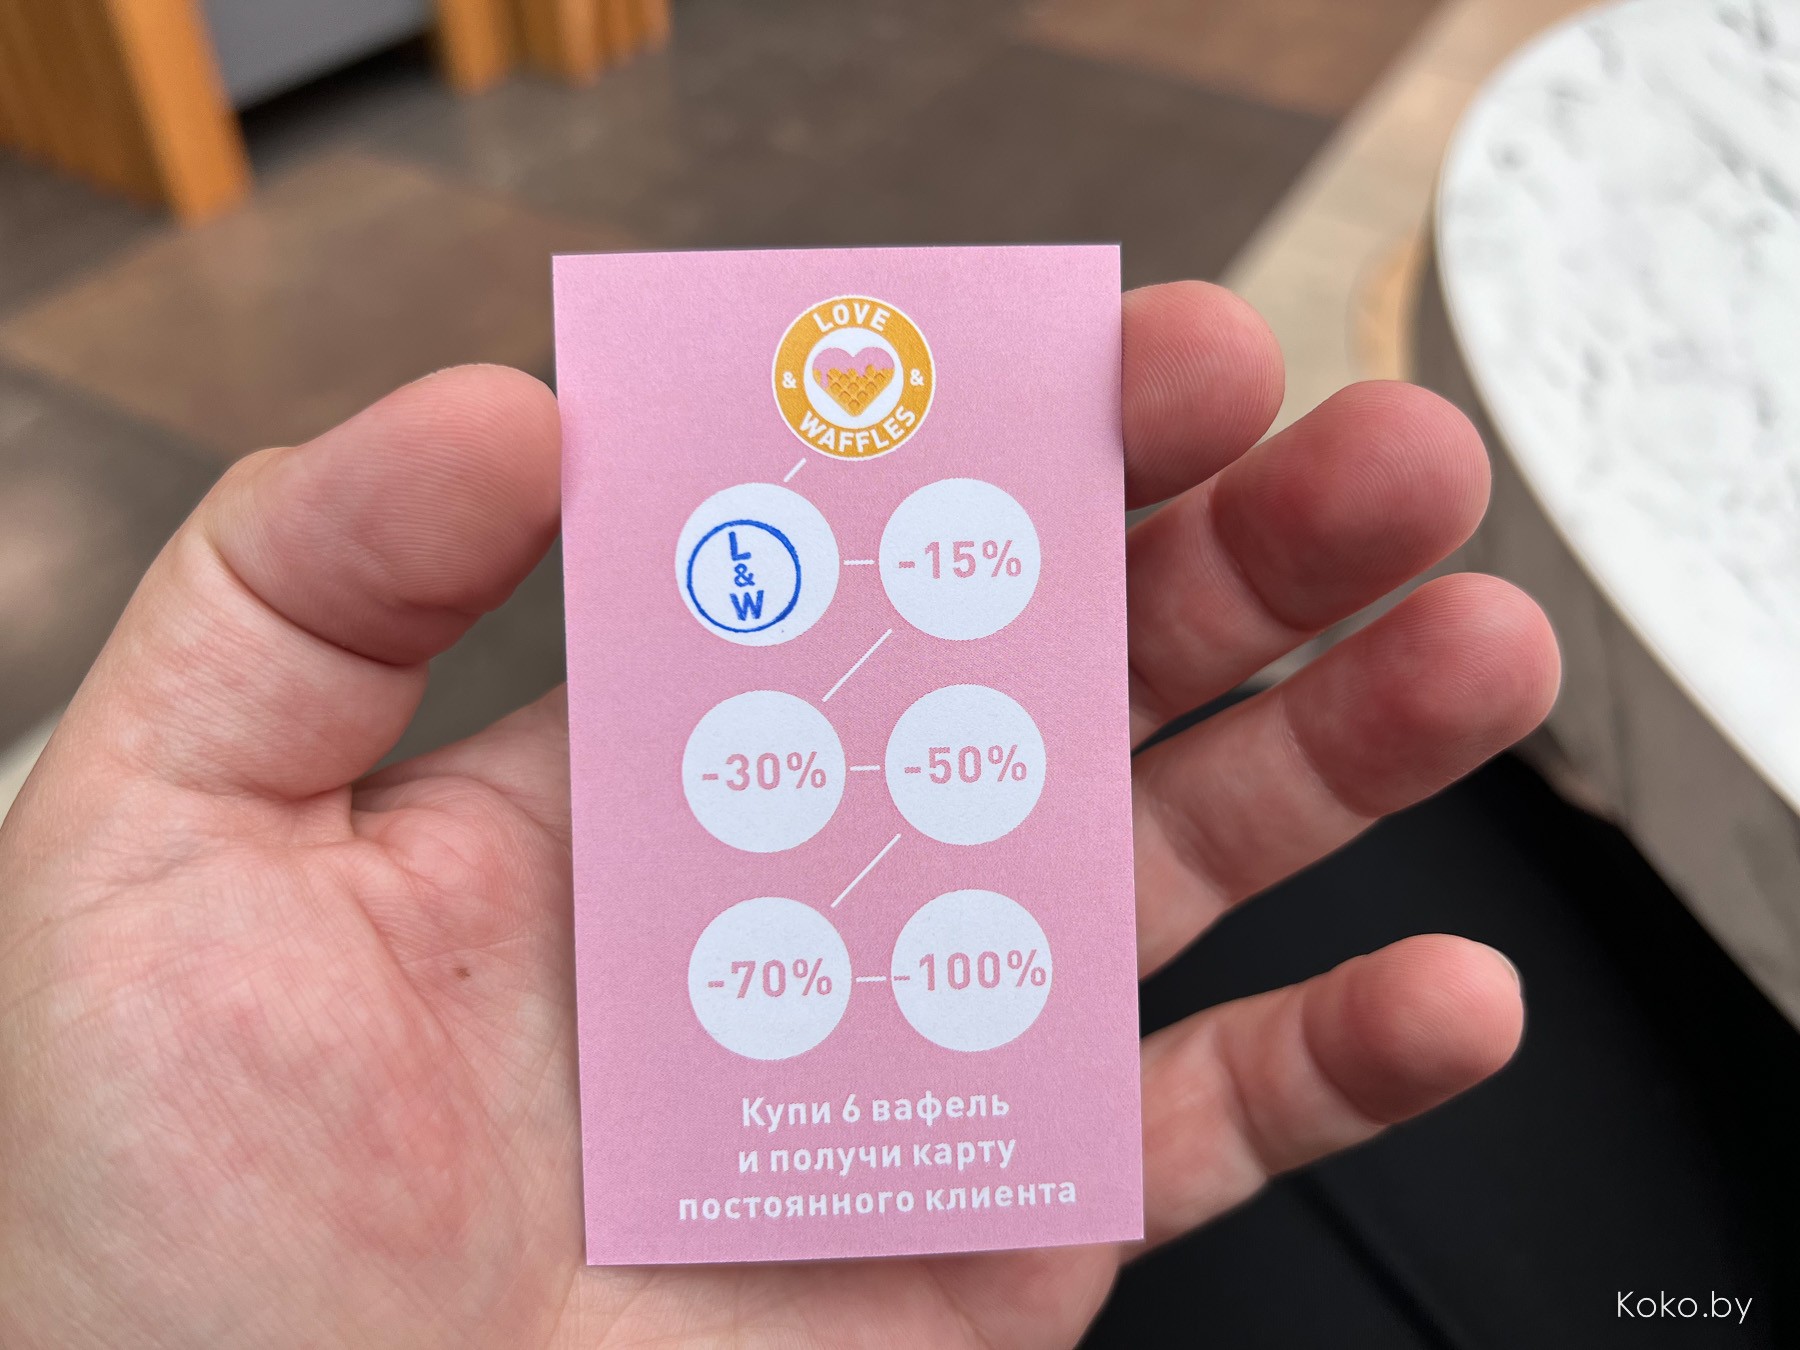 LOVE
& &
WAFFLES
L
&
W
-15%
-30% -50%
-70% -100%
Купи 6 вафель
и получи карту
постоянного клиента
Koko.by